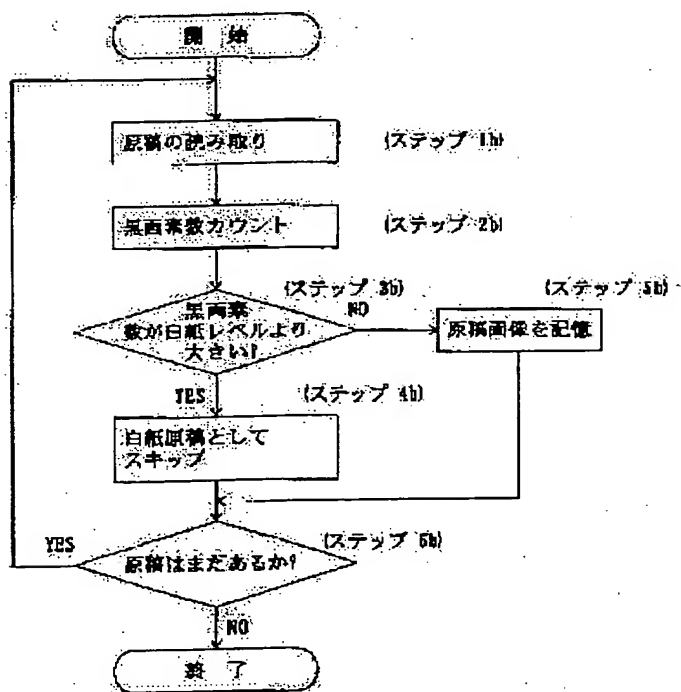 開 始
原稿の読み取り
(ステップ 1b)
黒画素数カウント
(ステップ 2b)
(ステップ 3b)
黒画素
数が白紙レベルより
大きい?
NO
(ステップ 5b)
原稿画像を記憶
YES
(ステップ 4b)
白紙原稿として
スキップ
(ステップ 6b)
YES
原稿はまだあるか?
NO
終 了